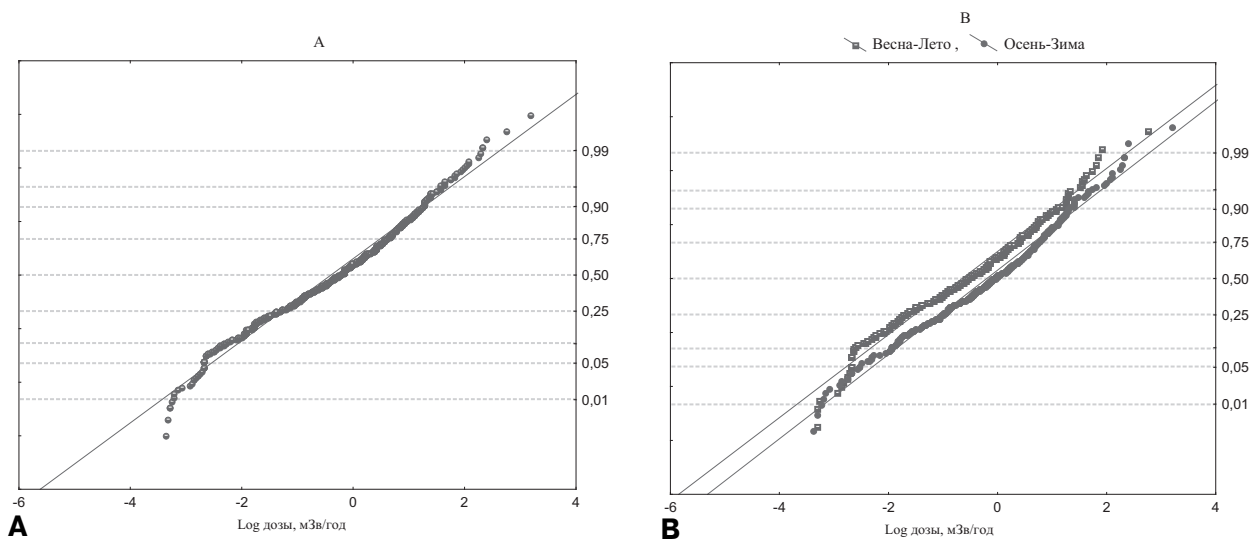 A
0,99
0,90
0,75
0,50
0,25
0,05
0,01
-6 -4 -2 0 2 4
Log дозы, мЗв/год
A
B
Весна-Лето , Осень-Зима
0,99
0,90
0,75
0,50
0,25
0,05
0,01
-6 -4 -2 0 2 4
Log дозы, мЗв/год
B